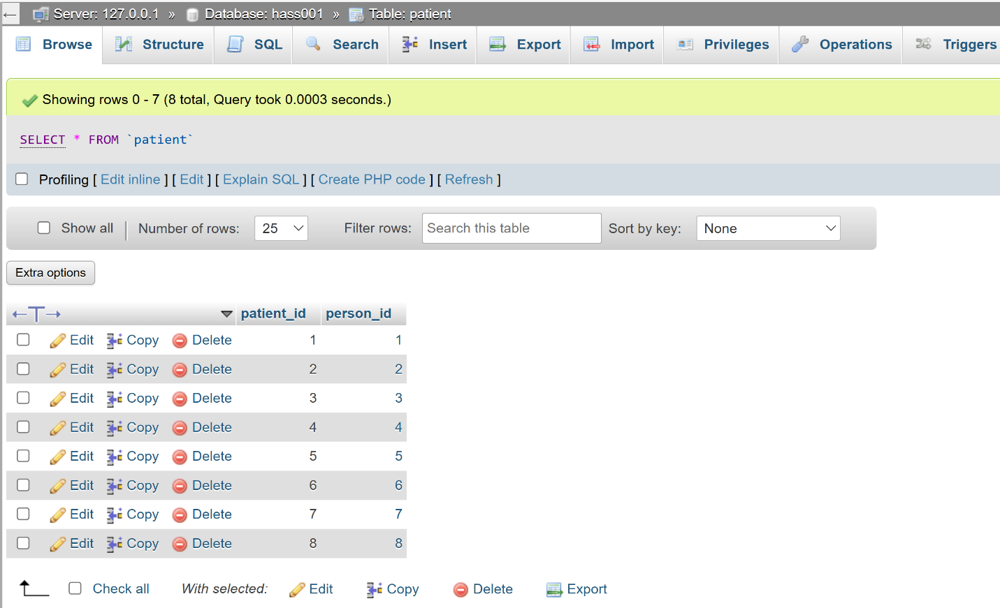 ← Server: 127.0.0.1 » Database: hass001 » Table: patient
Browse Structure SQL Search Insert Export Import Privileges Operations Triggers
Showing rows 0 - 7 (8 total, Query took 0.0003 seconds.)
SELECT * FROM `patient`
Profiling [ Edit inline ] [ Edit ] [ Explain SQL ] [ Create PHP code ] [ Refresh ]
Show all | Number of rows: 25 Filter rows: Search this table Sort by key: None
Extra options
←T→ patient_id person_id
Edit Copy Delete 1 1
Edit Copy Delete 2 2
Edit Copy Delete 3 3
Edit Copy Delete 4 4
Edit Copy Delete 5 5
Edit Copy Delete 6 6
Edit Copy Delete 7 7
Edit Copy Delete 8 8
Check all With selected: Edit Copy Delete Export